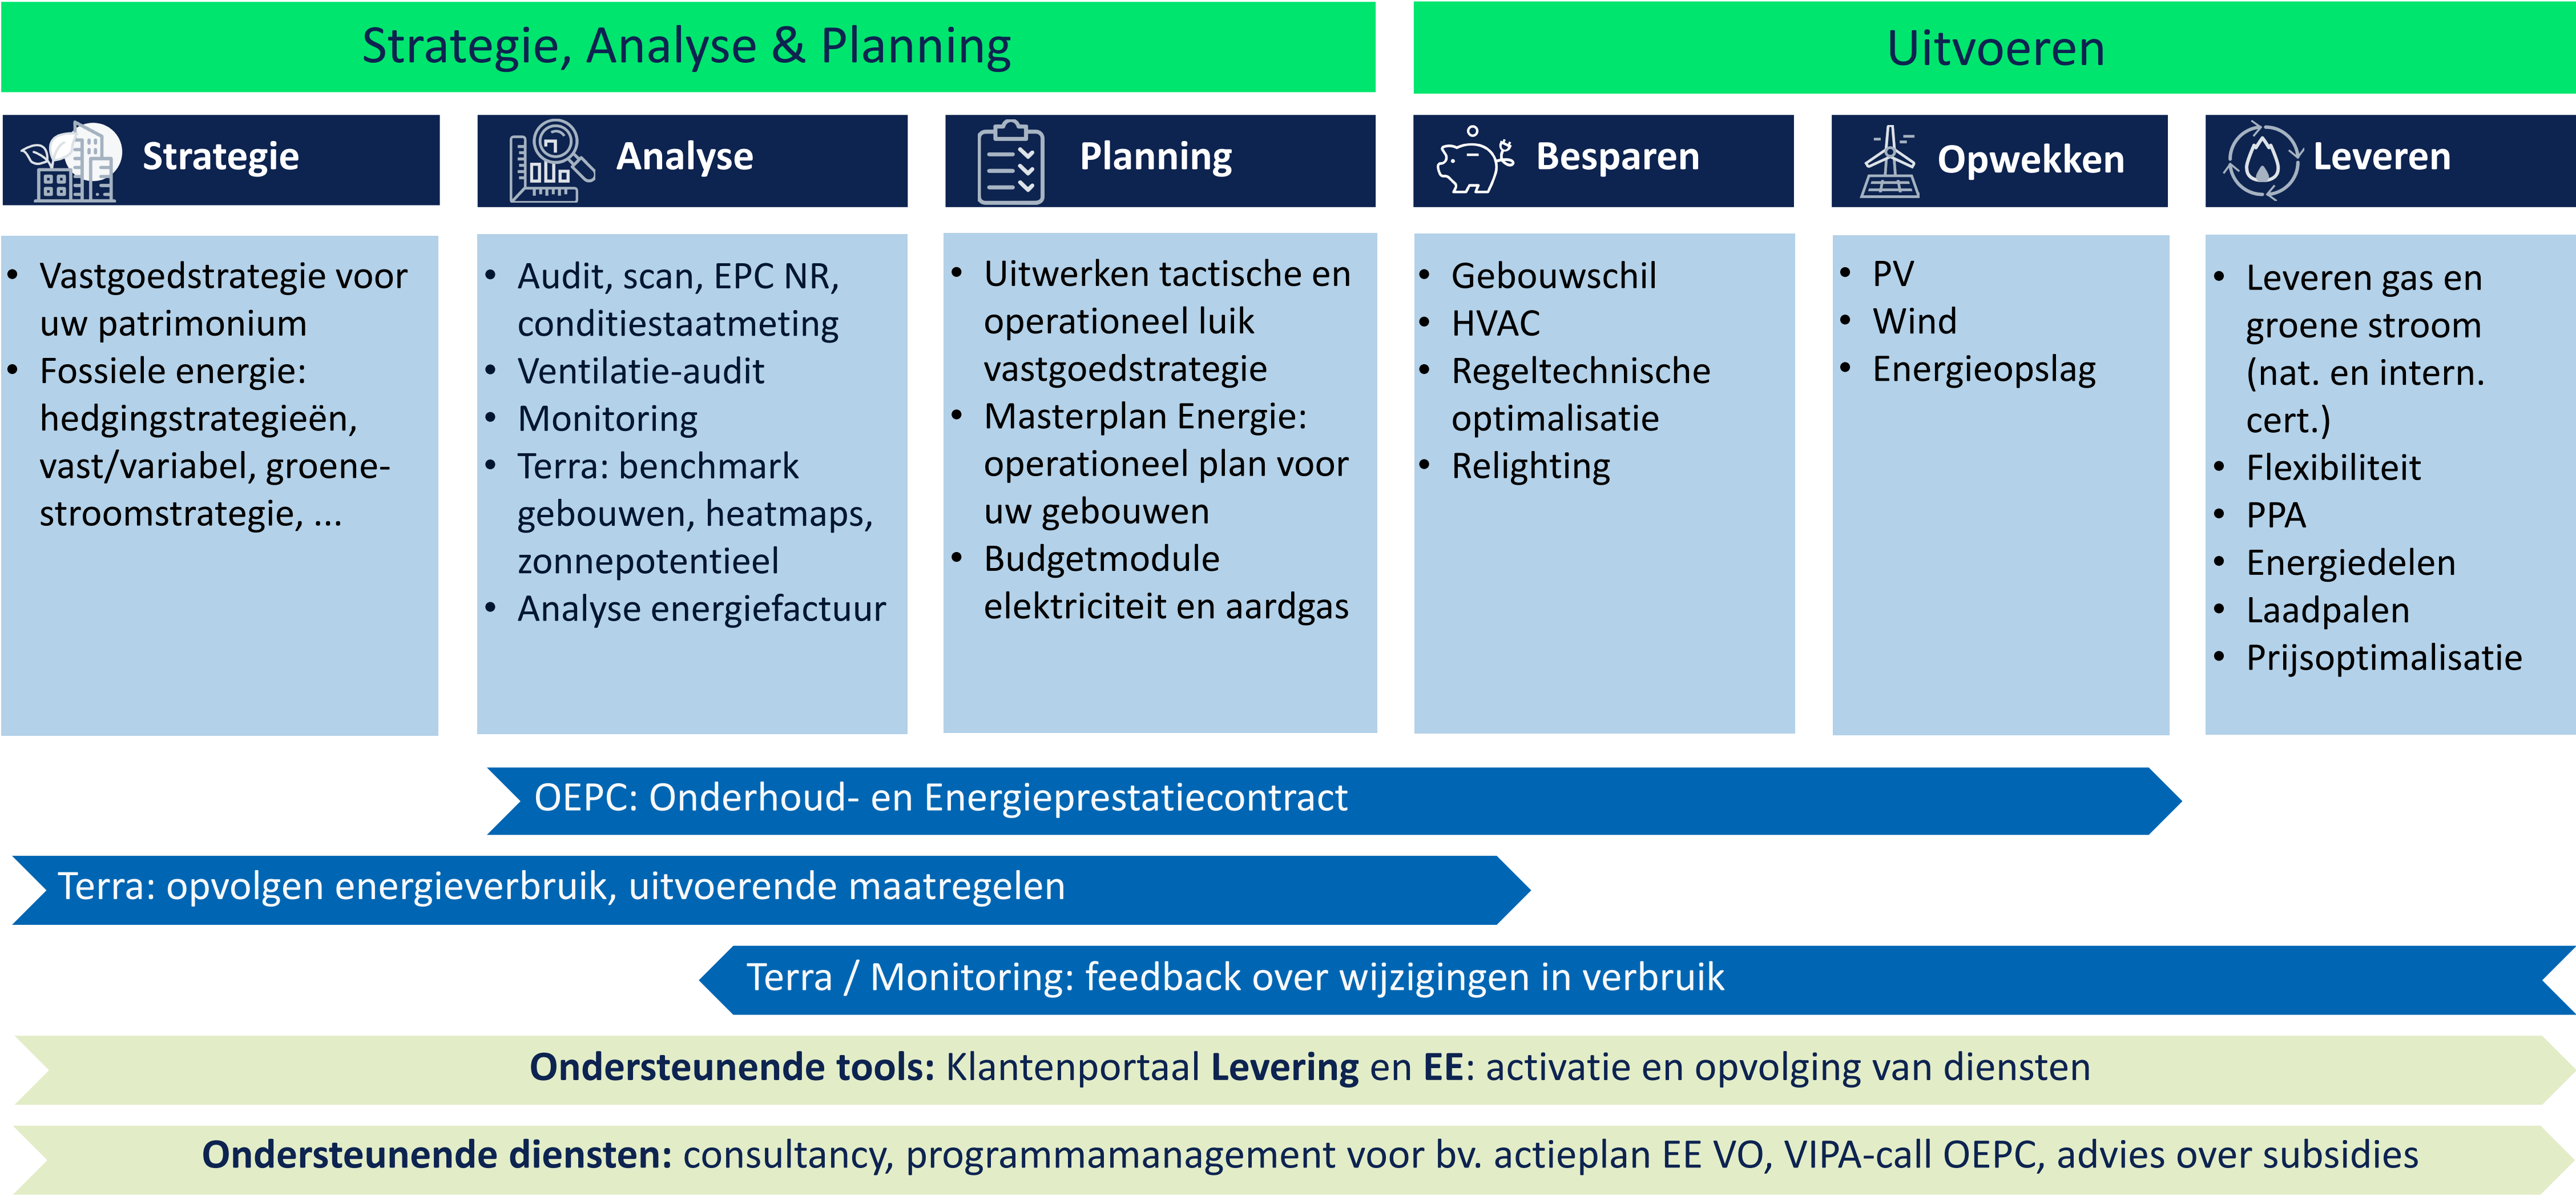 Strategie, Analyse & Planning
Uitvoeren
Strategie
Analyse
Planning
Besparen
Opwekken
Leveren
• Vastgoedstrategie voor
uw patrimonium
• Fossiele energie:
hedgingstrategieën,
vast/variabel, groene-
stroomstrategie, ...
• Audit, scan, EPC NR,
conditiestaatmeting
• Ventilatie-audit
• Monitoring
• Terra: benchmark
gebouwen, heatmaps,
zonnepotentieel
• Analyse energiefactuur
• Uitwerken tactische en
operationeel luik
vastgoedstrategie
• Masterplan Energie:
operationeel plan voor
uw gebouwen
• Budgetmodule
elektriciteit en aardgas
• Gebouwschil
• HVAC
• Regeltechnische
optimalisatie
• Relighting
• PV
• Wind
• Energieopslag
• Leveren gas en
groene stroom
(nat. en intern.
cert.)
• Flexibiliteit
• PPA
• Energiedelen
• Laadpalen
• Prijsoptimalisatie
OEPC: Onderhoud- en Energieprestatiecontract
Terra: opvolgen energieverbruik, uitvoerende maatregelen
Terra / Monitoring: feedback over wijzigingen in verbruik
Ondersteunende tools: Klantenportaal Levering en EE: activatie en opvolging van diensten
Ondersteunende diensten: consultancy, programmamanagement voor bv. actieplan EE VO, VIPA-call OEPC, advies over subsidies